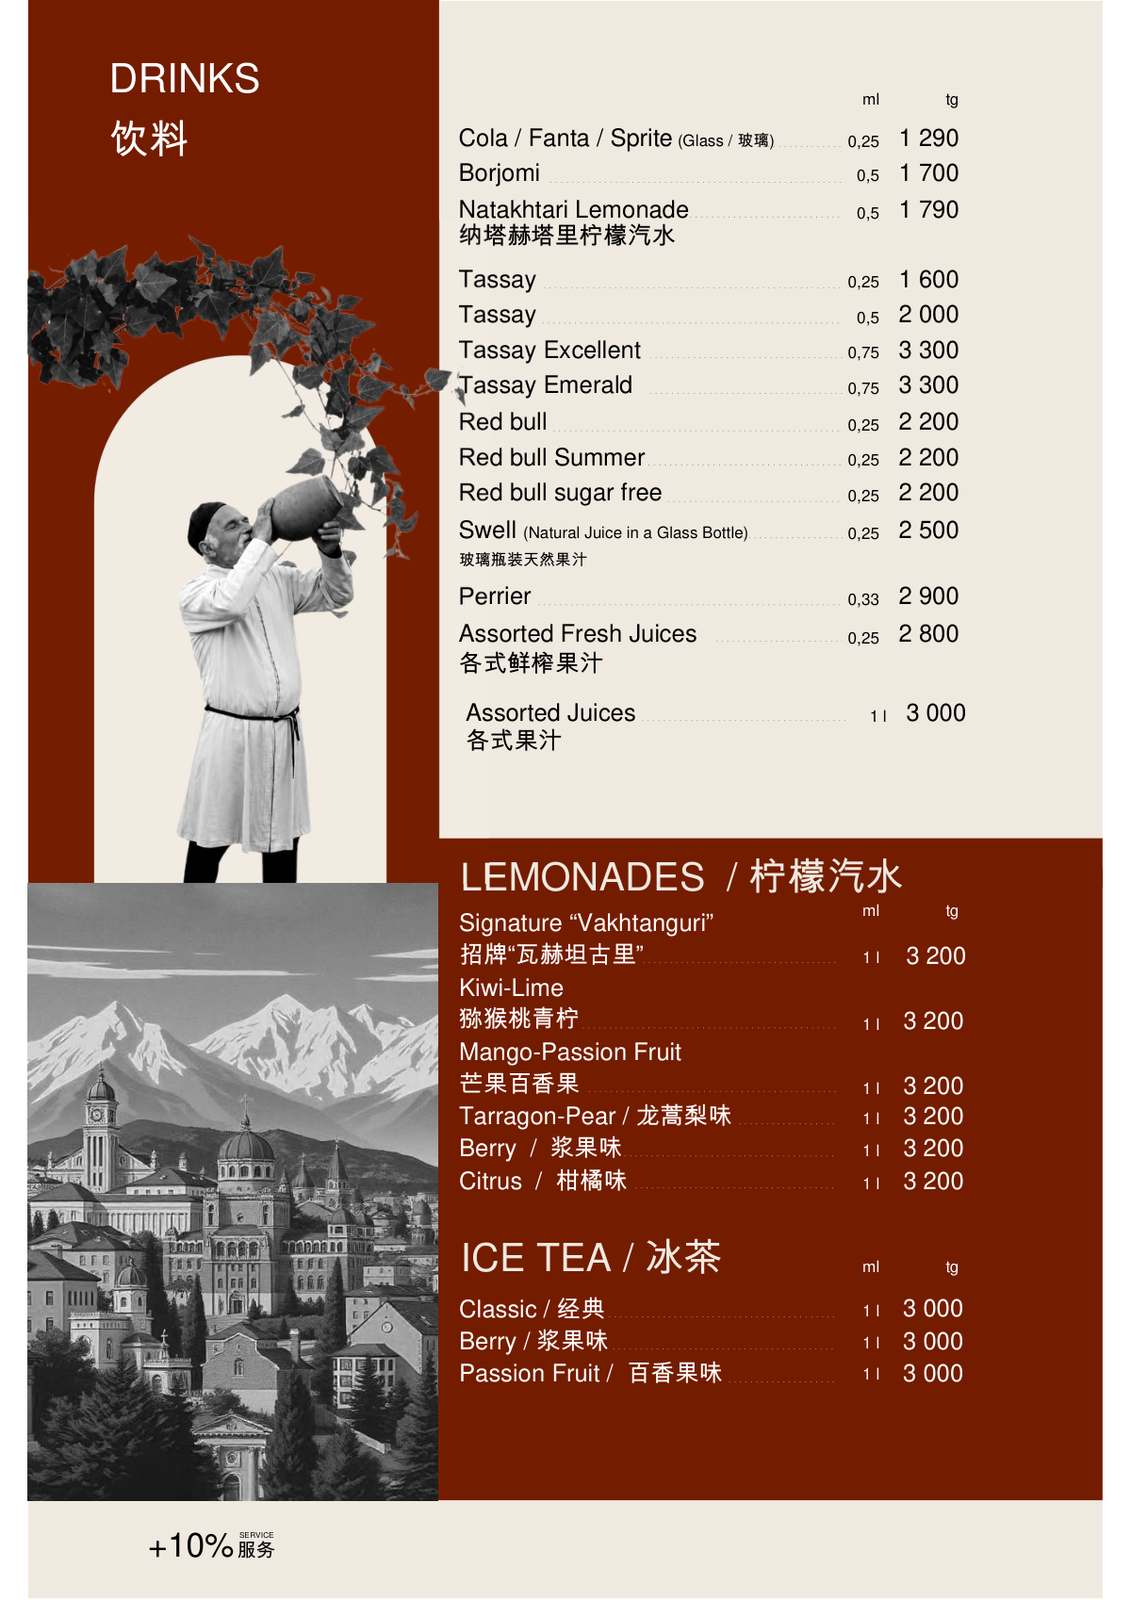 DRINKS
饮料
ml tg
Cola / Fanta / Sprite (Glass / 玻璃) 0,25 1 290
Borjomi 0,5 1 700
Natakhtari Lemonade 0,5 1 790
纳塔赫塔里柠檬汽水
Tassay 0,25 1 600
Tassay 0,5 2 000
Tassay Excellent 0,75 3 300
Tassay Emerald 0,75 3 300
Red bull 0,25 2 200
Red bull Summer 0,25 2 200
Red bull sugar free 0,25 2 200
Swell (Natural Juice in a Glass Bottle) 0,25 2 500
玻璃瓶装天然果汁
Perrier 0,33 2 900
Assorted Fresh Juices 0,25 2 800
各式鲜榨果汁
Assorted Juices 1 l 3 000
各式果汁
LEMONADES / 柠檬汽水
ml tg
Signature “Vakhtanguri”
招牌“瓦赫坦古里” 1 l 3 200
Kiwi-Lime
猕猴桃青柠 1 l 3 200
Mango-Passion Fruit
芒果百香果 1 l 3 200
Tarragon-Pear / 龙蒿梨味 1 l 3 200
Berry / 浆果味 1 l 3 200
Citrus / 柑橘味 1 l 3 200
ICE TEA / 冰茶 ml tg
Classic / 经典 1 l 3 000
Berry / 浆果味 1 l 3 000
Passion Fruit / 百香果味 1 l 3 000
+10% SERVICE
服务